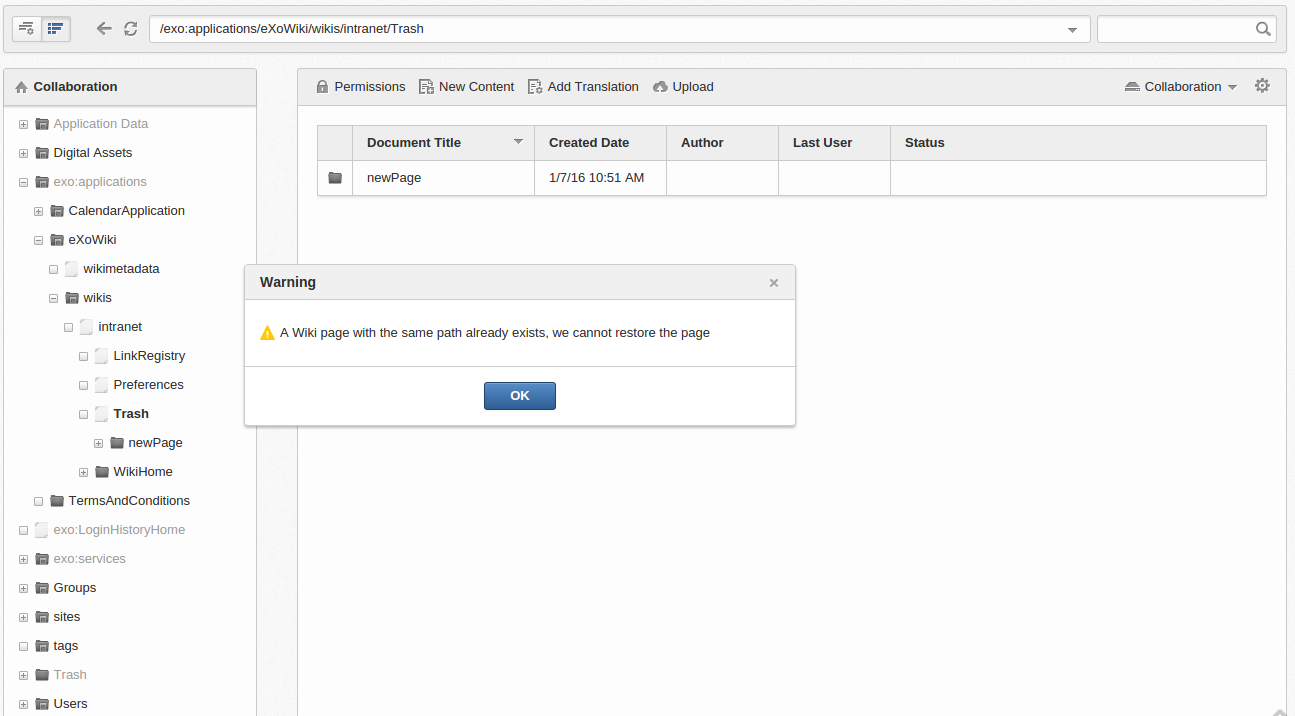 /exo:applications/eXoWiki/wikis/intranet/Trash
Collaboration
Application Data
Digital Assets
exo:applications
CalendarApplication
eXoWiki
wikimetadata
wikis
intranet
LinkRegistry
Preferences
Trash
newPage
WikiHome
TermsAndConditions
exo:LoginHistoryHome
exo:services
Groups
sites
tags
Trash
Users
Permissions New Content Add Translation Upload Collaboration
Document Title Created Date Author Last User Status
newPage 1/7/16 10:51 AM
Warning ×
A Wiki page with the same path already exists, we cannot restore the page
OK